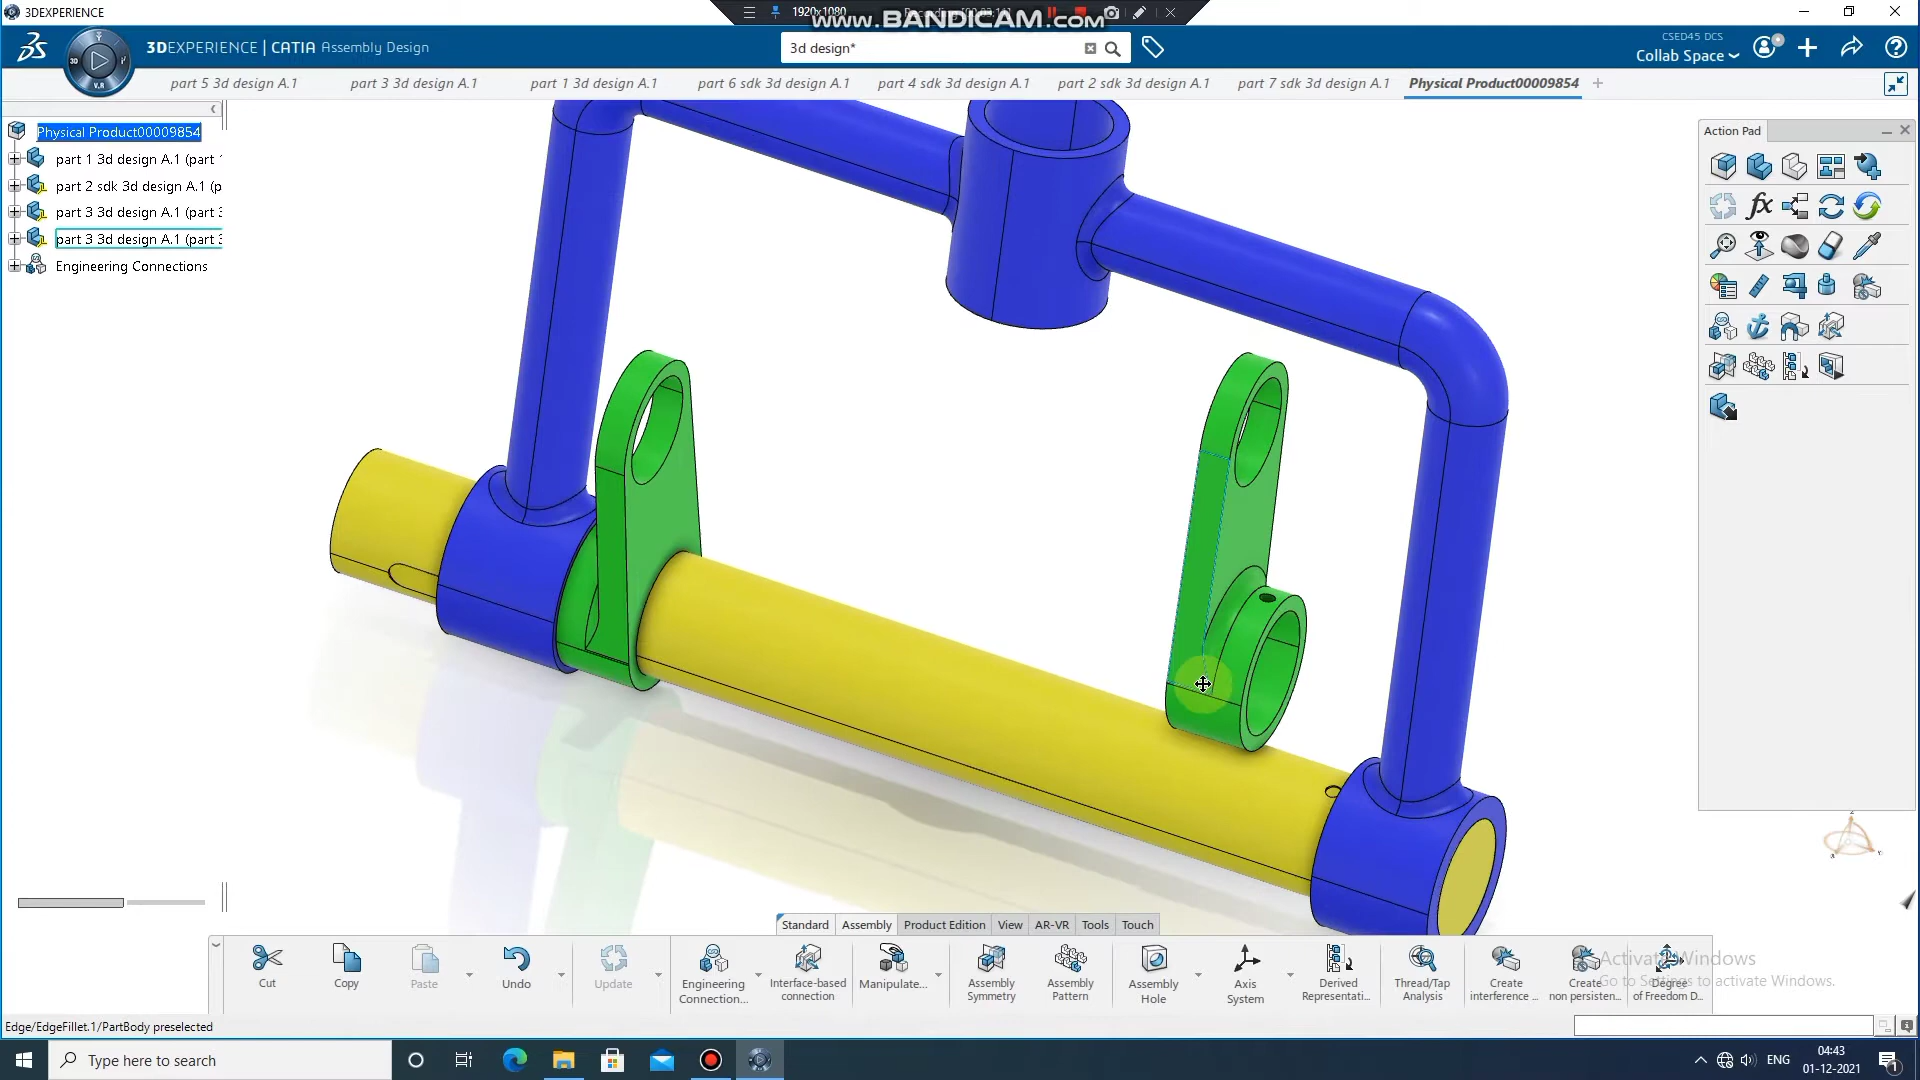 3DEXPERIENCE
1920x1080
www.BANDICAM.com
3DEXPERIENCE | CATIA Assembly Design
3d design*
CSED45 DCS
Collab Space
part 5 3d design A.1
part 3 3d design A.1
part 1 3d design A.1
part 6 sdk 3d design A.1
part 4 sdk 3d design A.1
part 2 sdk 3d design A.1
part 7 sdk 3d design A.1
Physical Product00009854
Physical Product00009854
part 1 3d design A.1 (part 1
part 2 sdk 3d design A.1 (p
part 3 3d design A.1 (part 3
part 3 3d design A.1 (part 3
Engineering Connections
Action Pad
Standard
Assembly
Product Edition
View
AR-VR
Tools
Touch
Cut
Copy
Paste
Undo
Update
Engineering Connection...
Interface-based connection
Manipulate...
Assembly Symmetry
Assembly Pattern
Assembly Hole
Axis System
Derived Representati...
Thread/Tap Analysis
Create interference ...
Create non persisten...
Degree of Freedom D...
Activate Windows
Go to Settings to activate Windows.
Edge/EdgeFillet.1/PartBody preselected
Type here to search
ENG
04:43
01-12-2021